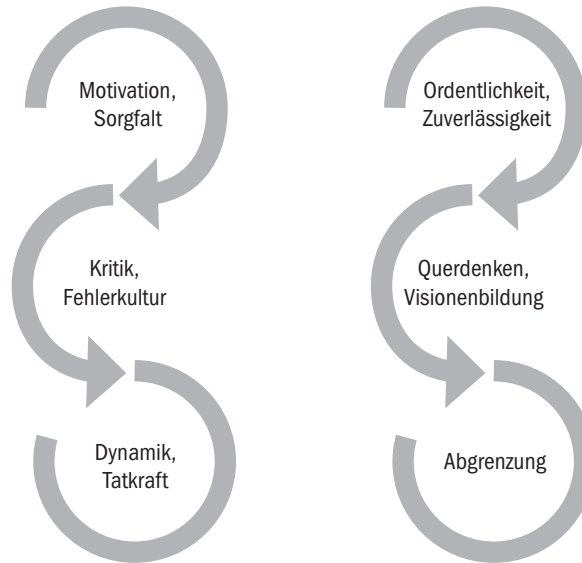 Motivation,
Sorgfalt
Kritik,
Fehlerkultur
Dynamik,
Tatkraft
Ordentlichkeit,
Zuverlässigkeit
Querdenken,
Visionenbildung
Abgrenzung